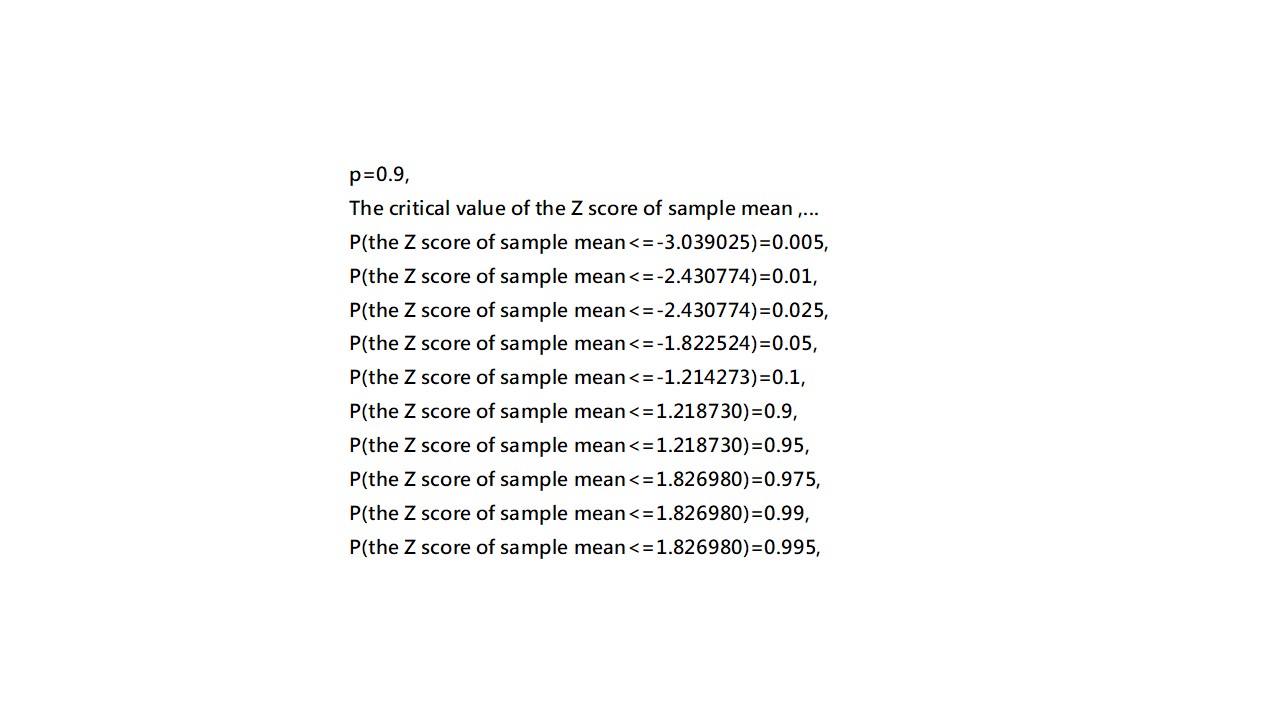 p=0.9,
The critical value of the Z score of sample mean ,...
P(the Z score of sample mean<=-3.039025)=0.005,
P(the Z score of sample mean<=-2.430774)=0.01,
P(the Z score of sample mean<=-2.430774)=0.025,
P(the Z score of sample mean<=-1.822524)=0.05,
P(the Z score of sample mean<=-1.214273)=0.1,
P(the Z score of sample mean<=1.218730)=0.9,
P(the Z score of sample mean<=1.218730)=0.95,
P(the Z score of sample mean<=1.826980)=0.975,
P(the Z score of sample mean<=1.826980)=0.99,
P(the Z score of sample mean<=1.826980)=0.995,